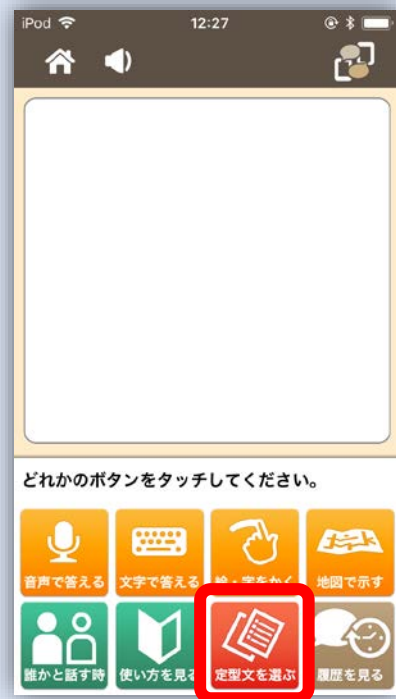 iPod 12:27
どれかのボタンをタッチしてください。
音声で答える 文字で答える 絵・字をかく 地図で示す
誰かと話す時 使い方を見る 定型文を選ぶ 履歴を見る